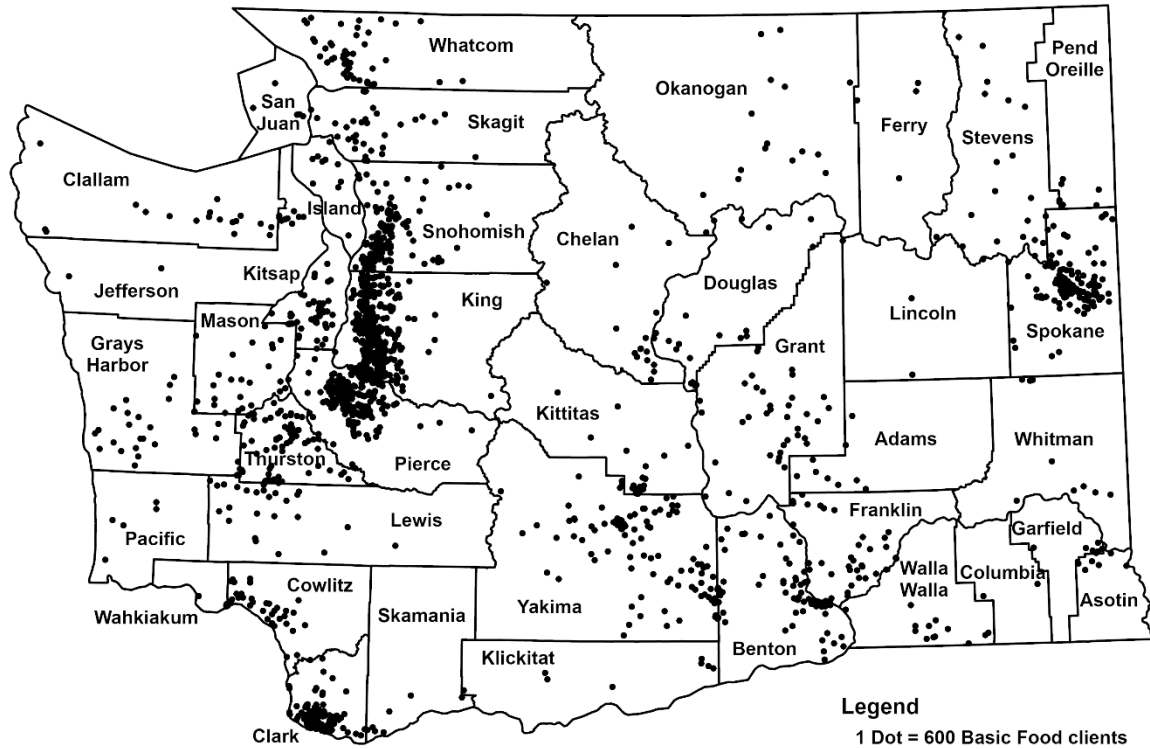 Whatcom
Pend
Oreille
San
Juan
Okanogan
Skagit
Ferry
Stevens
Clallam
Island
Snohomish
Chelan
Kitsap
Jefferson
Douglas
King
Lincoln
Mason
Spokane
Grays
Harbor
Grant
Kittitas
Adams
Whitman
Thurston
Pierce
Franklin
Lewis
Garfield
Pacific
Walla
Walla
Columbia
Cowlitz
Wahkiakum
Skamania
Yakima
Asotin
Benton
Klickitat
Clark
Legend
1 Dot = 600 Basic Food clients